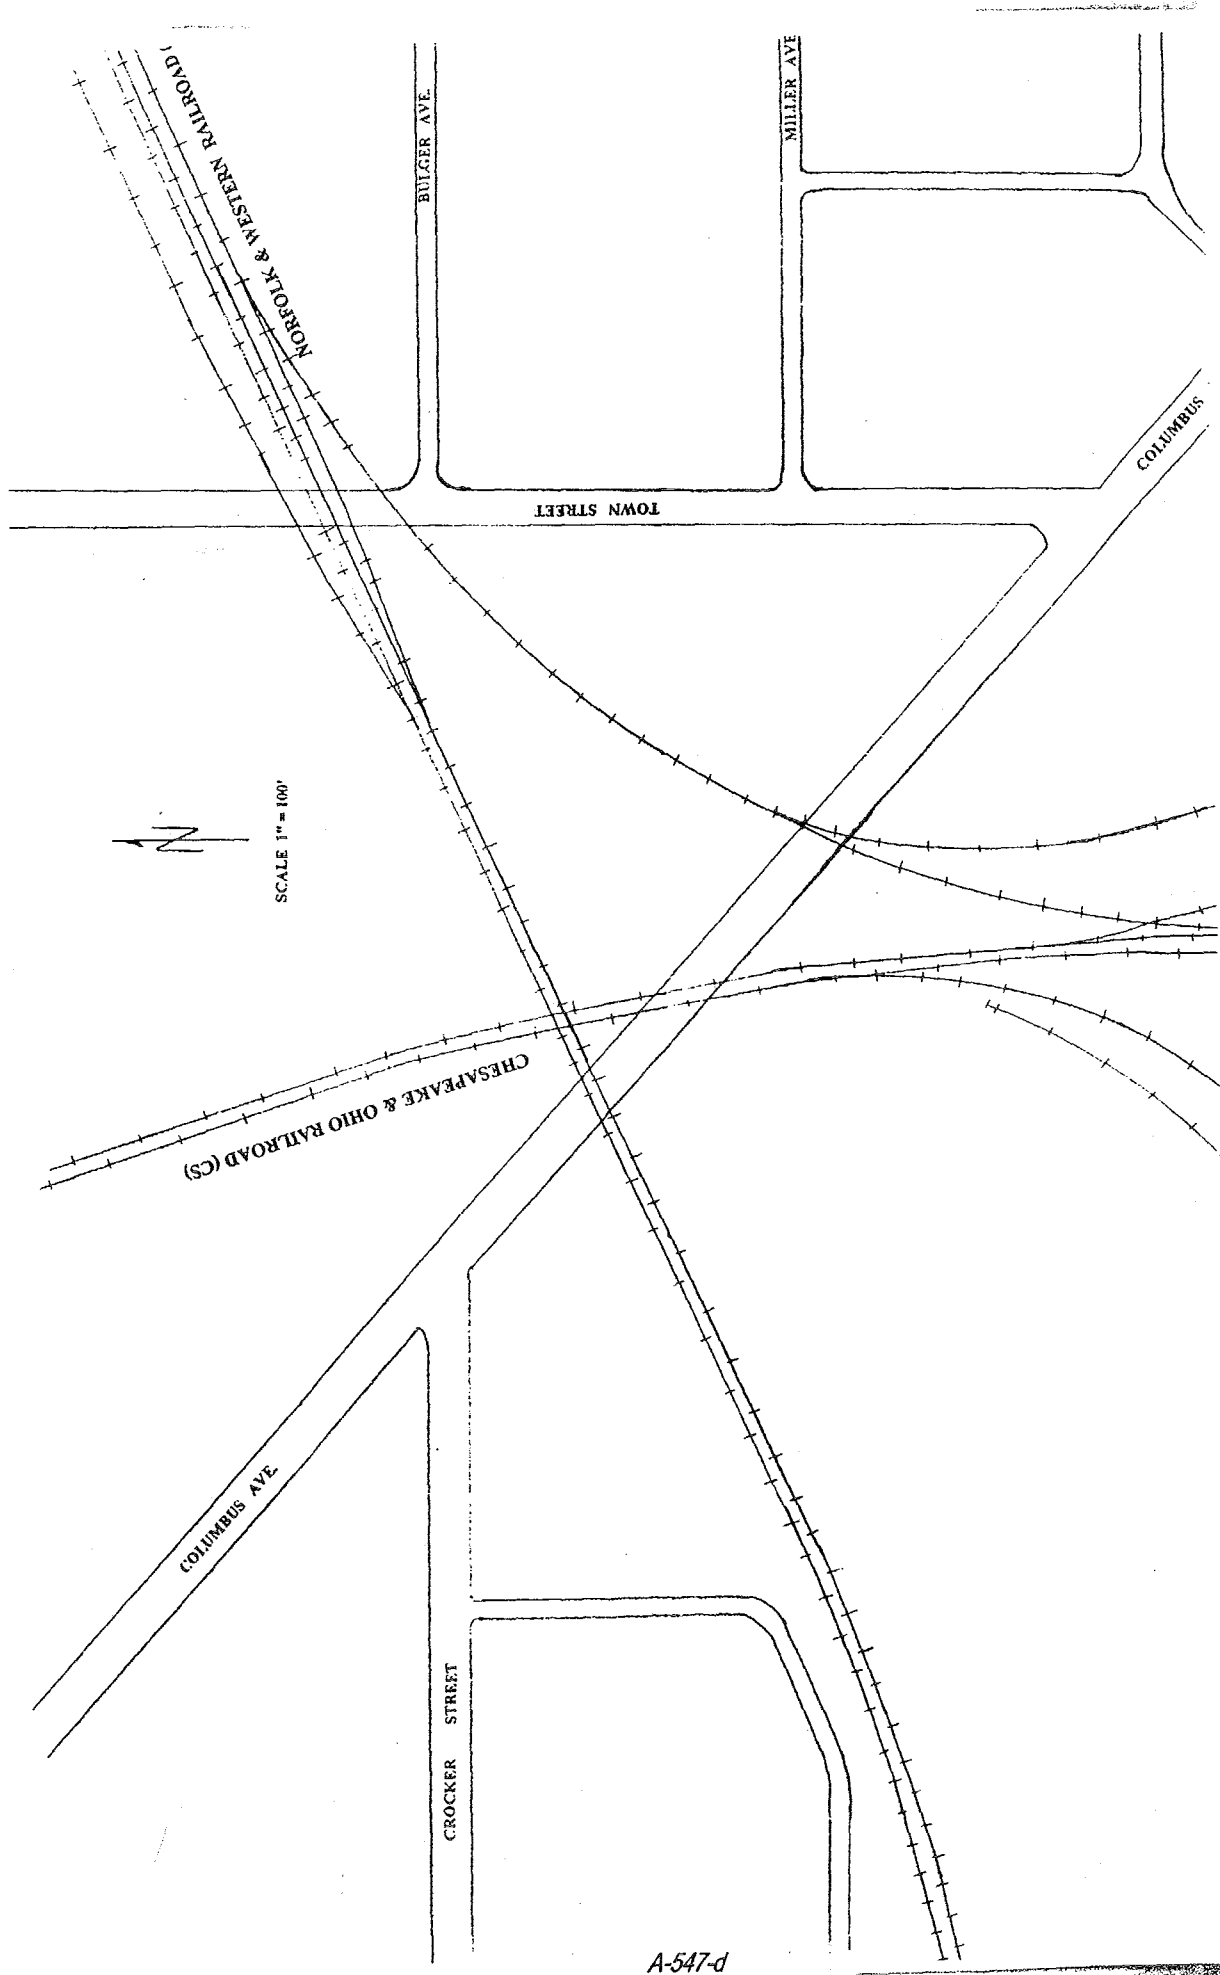 NORFOLK & WESTERN RAILROAD(
BULGER AVE.
MILLER AVE
COLUMBUS
TOWN STREET
N
SCALE 1" = 100'
CHESAPEAKE & OHIO RAILROAD (CS)
COLUMBUS AVE.
CROCKER STREET
A-547-d